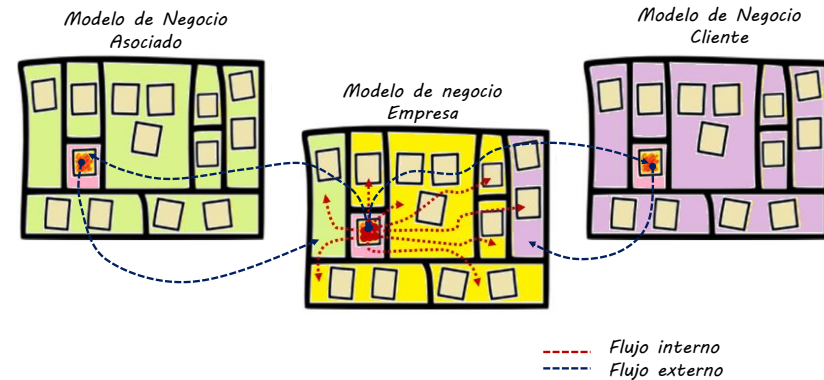 Modelo de Negocio
Asociado
Modelo de negocio
Empresa
Modelo de Negocio
Cliente
Flujo interno
Flujo externo